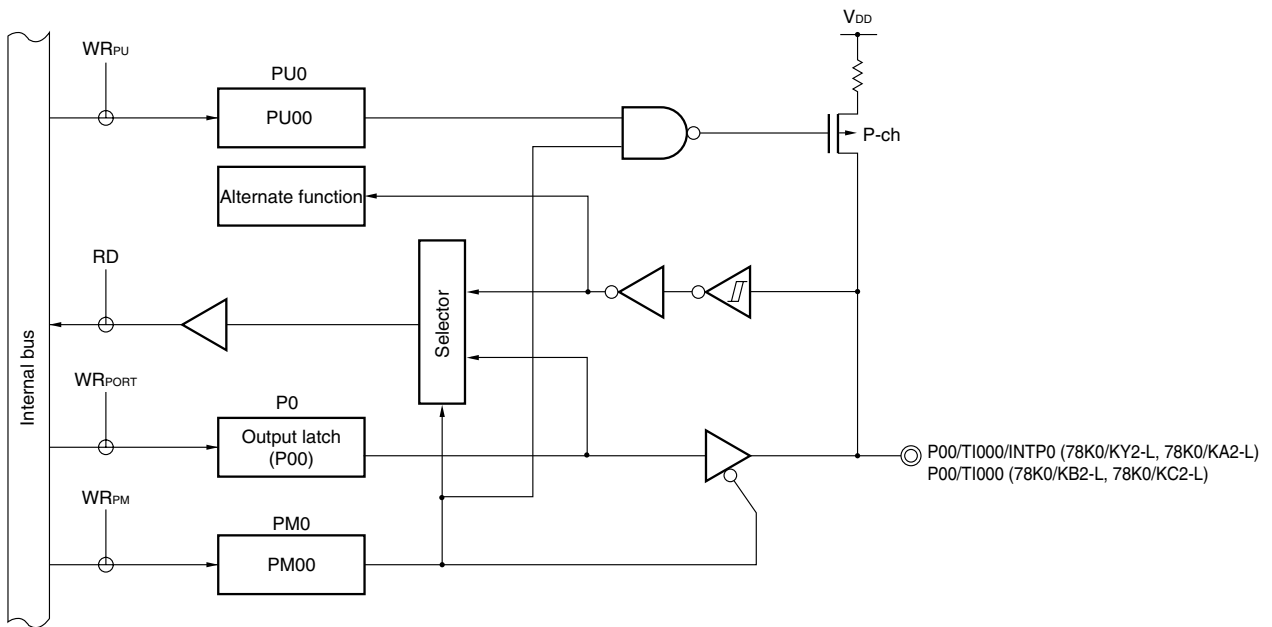 VDD
WRPU
PU0
PU00
P-ch
Alternate function
RD
Selector
Internal bus
WRPORT
P0
Output latch
(P00)
P00/TI000/INTP0 (78K0/KY2-L, 78K0/KA2-L)
P00/TI000 (78K0/KB2-L, 78K0/KC2-L)
WRPM
PM0
PM00